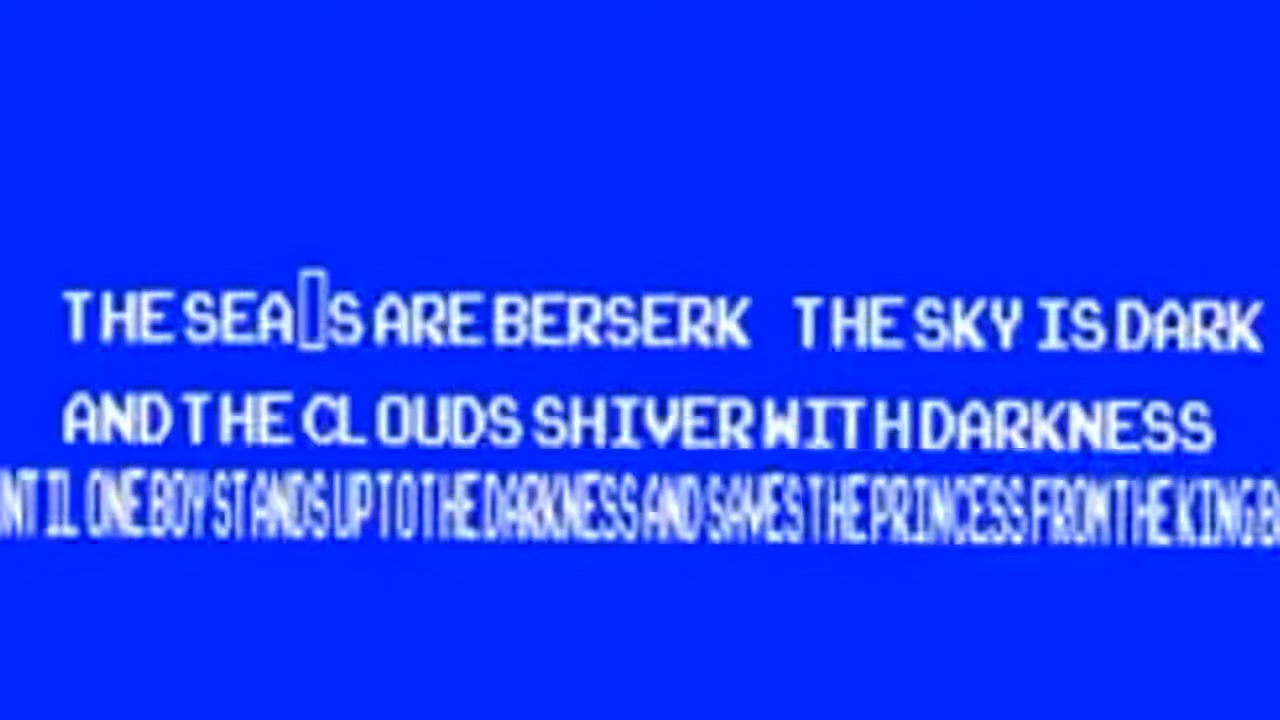 THE SEA▯S ARE BERSERK THE SKY IS DARK
AND THE CLOUDS SHIVER WITH DARKNESS
ONE BOY STANDS UP TO THE DARKNESS AND SAVES THE PRINCESS FROM THE KING